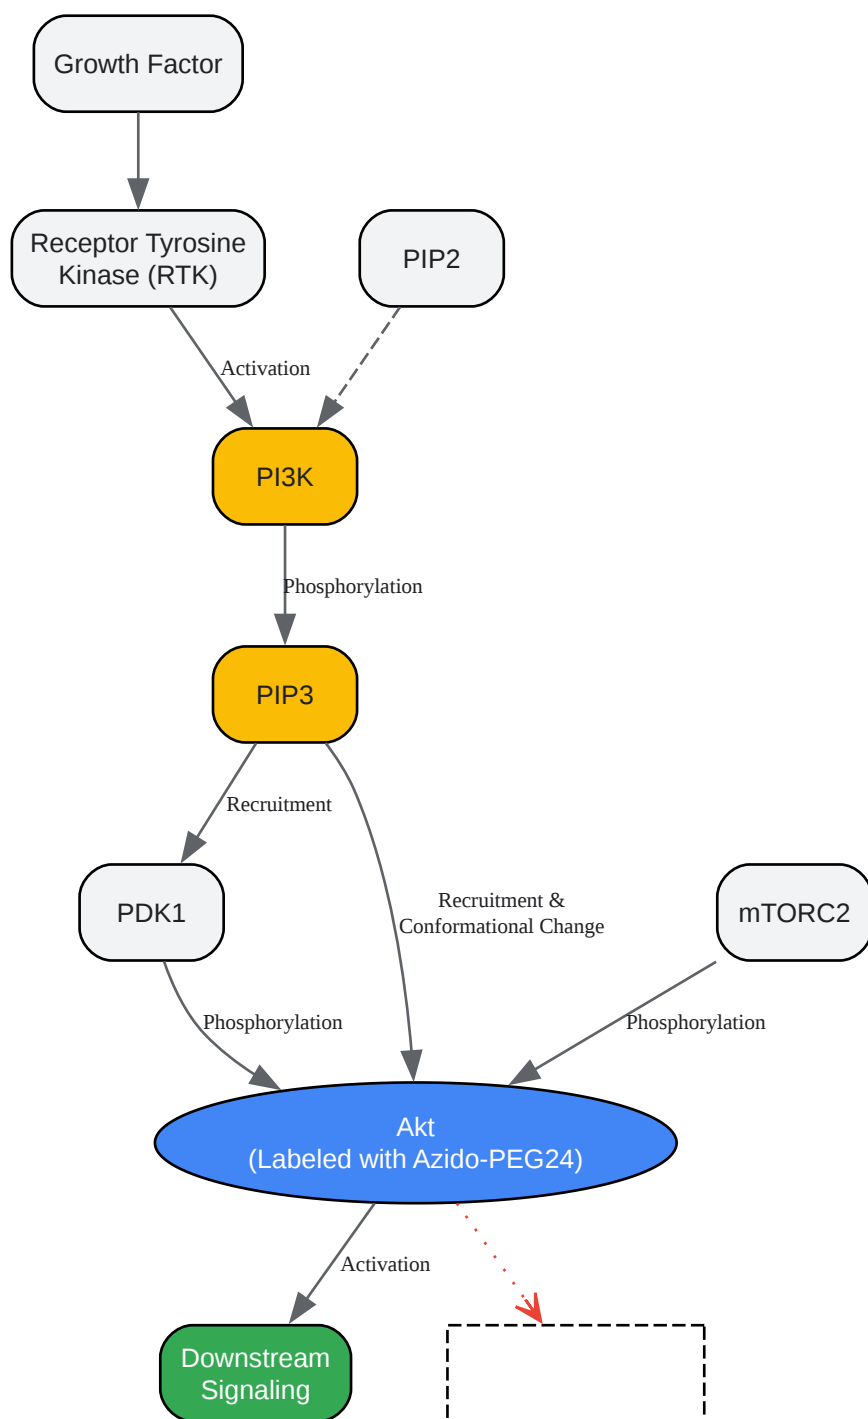 Growth Factor
Receptor Tyrosine
Kinase (RTK)
PIP2
Activation
PI3K
Phosphorylation
PIP3
Recruitment
Recruitment &
Conformational Change
PDK1
mTORC2
Phosphorylation
Phosphorylation
Akt
(Labeled with Azido-PEG24)
Activation
Downstream
Signaling